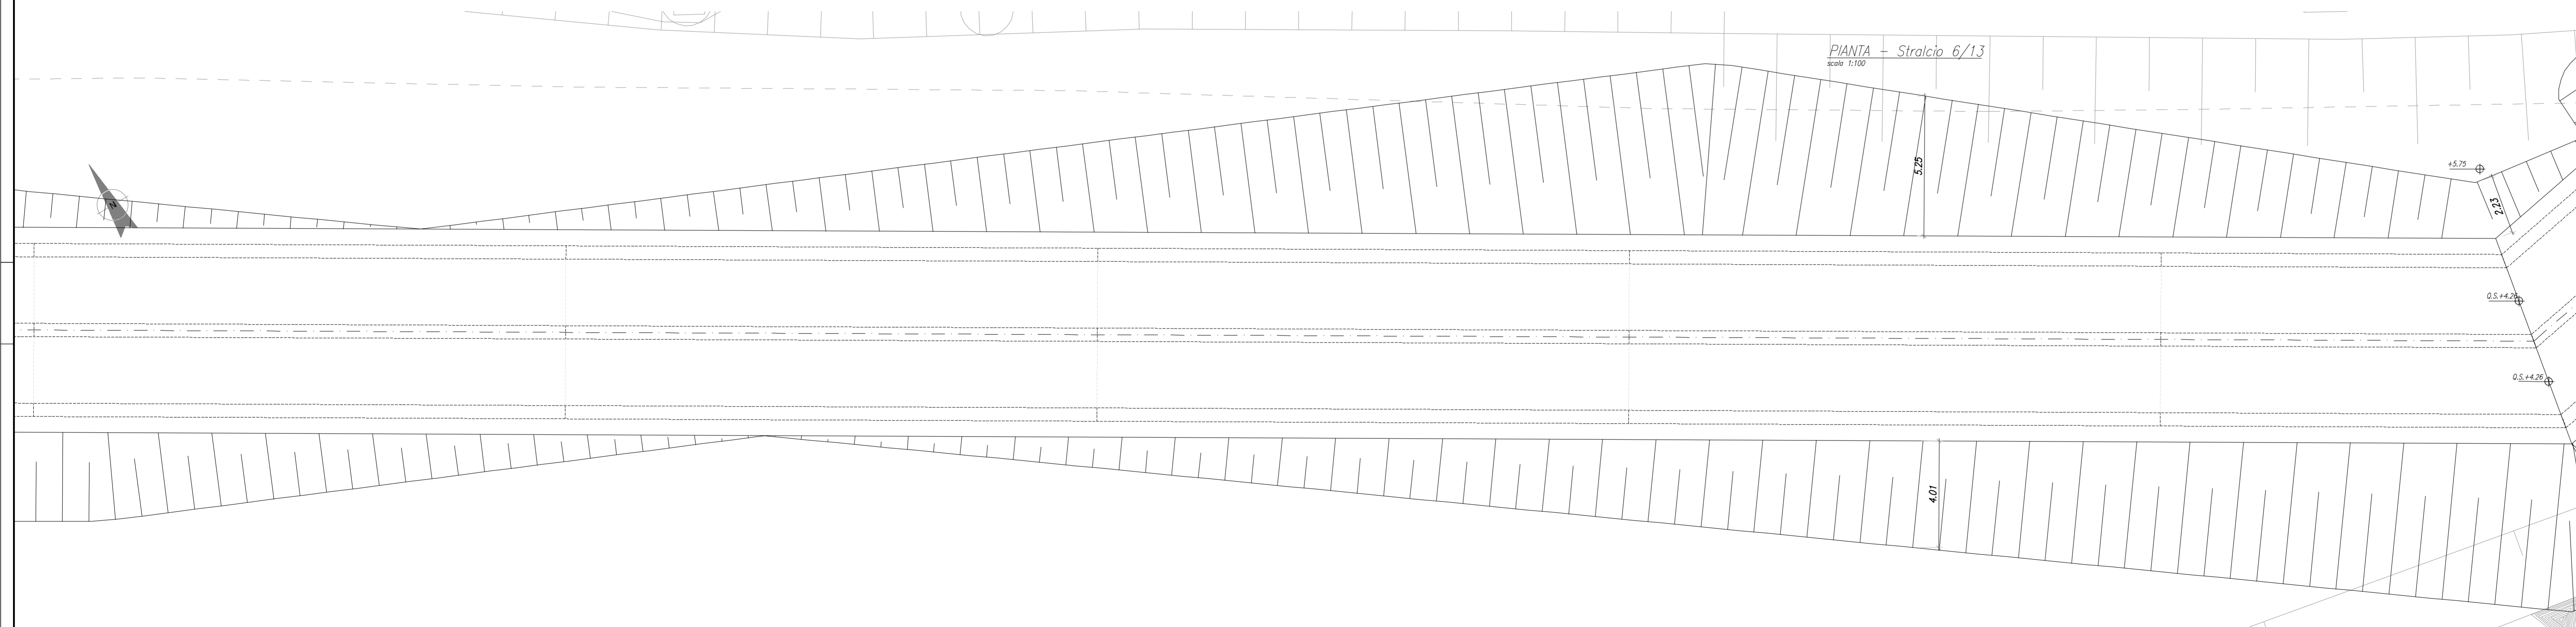 PIANTA - Stralcio 6/13
scala 1:100
5.25
+5.75
2.23
N
Q.S.+4.26
Q.S.+4.26
4.01